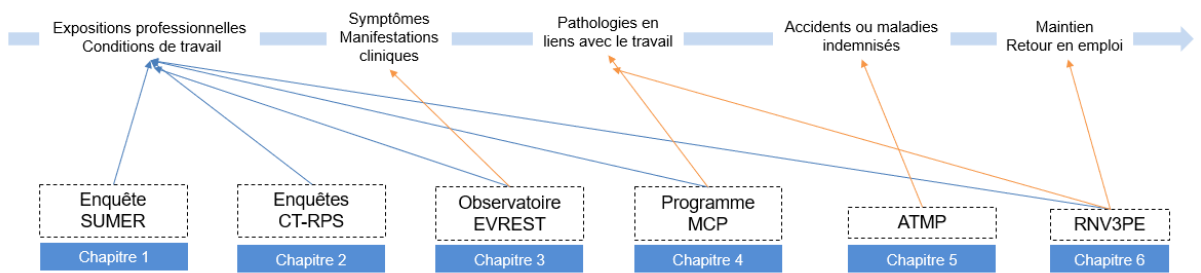 Expositions professionnelles
Conditions de travail
Symptômes
Manifestations
cliniques
Pathologies en
liens avec le travail
Accidents ou maladies
indemnisés
Maintien
Retour en emploi
Enquête
SUMER
Enquêtes
CT-RPS
Observatoire
EVREST
Programme
MCP
ATMP
RNV3PE
Chapitre 1
Chapitre 2
Chapitre 3
Chapitre 4
Chapitre 5
Chapitre 6